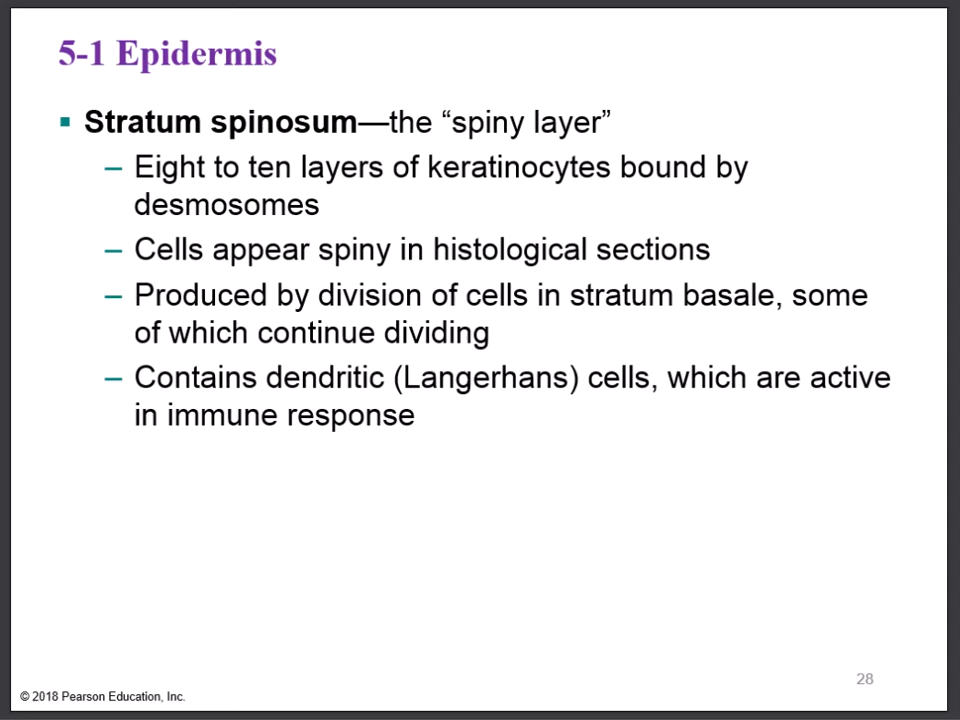 5-1 Epidermis
▪ Stratum spinosum—the “spiny layer”
– Eight to ten layers of keratinocytes bound by
desmosomes
– Cells appear spiny in histological sections
– Produced by division of cells in stratum basale, some
of which continue dividing
– Contains dendritic (Langerhans) cells, which are active
in immune response
28
© 2018 Pearson Education, Inc.